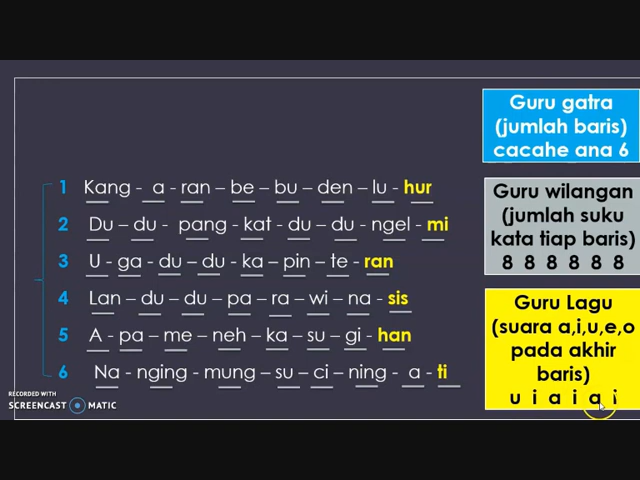 1 Kang - a - ran – be – bu – den – lu - hur
2 Du – du - pang - kat - du – du - ngel - mi
3 U - ga - du – du - ka – pin – te - ran
4 Lan – du – du – pa – ra – wi – na - sis
5 A - pa – me – neh – ka – su – gi - han
6 Na - nging - mung – su – ci – ning - a - ti
Guru gatra
(jumlah baris)
cacahe ana 6
Guru wilangan
(jumlah suku
kata tiap baris)
8 8 8 8 8 8
Guru Lagu
(suara a,i,u,e,o
pada akhir
baris)
u i a i a i
RECORDED WITH
SCREENCAST MATIC